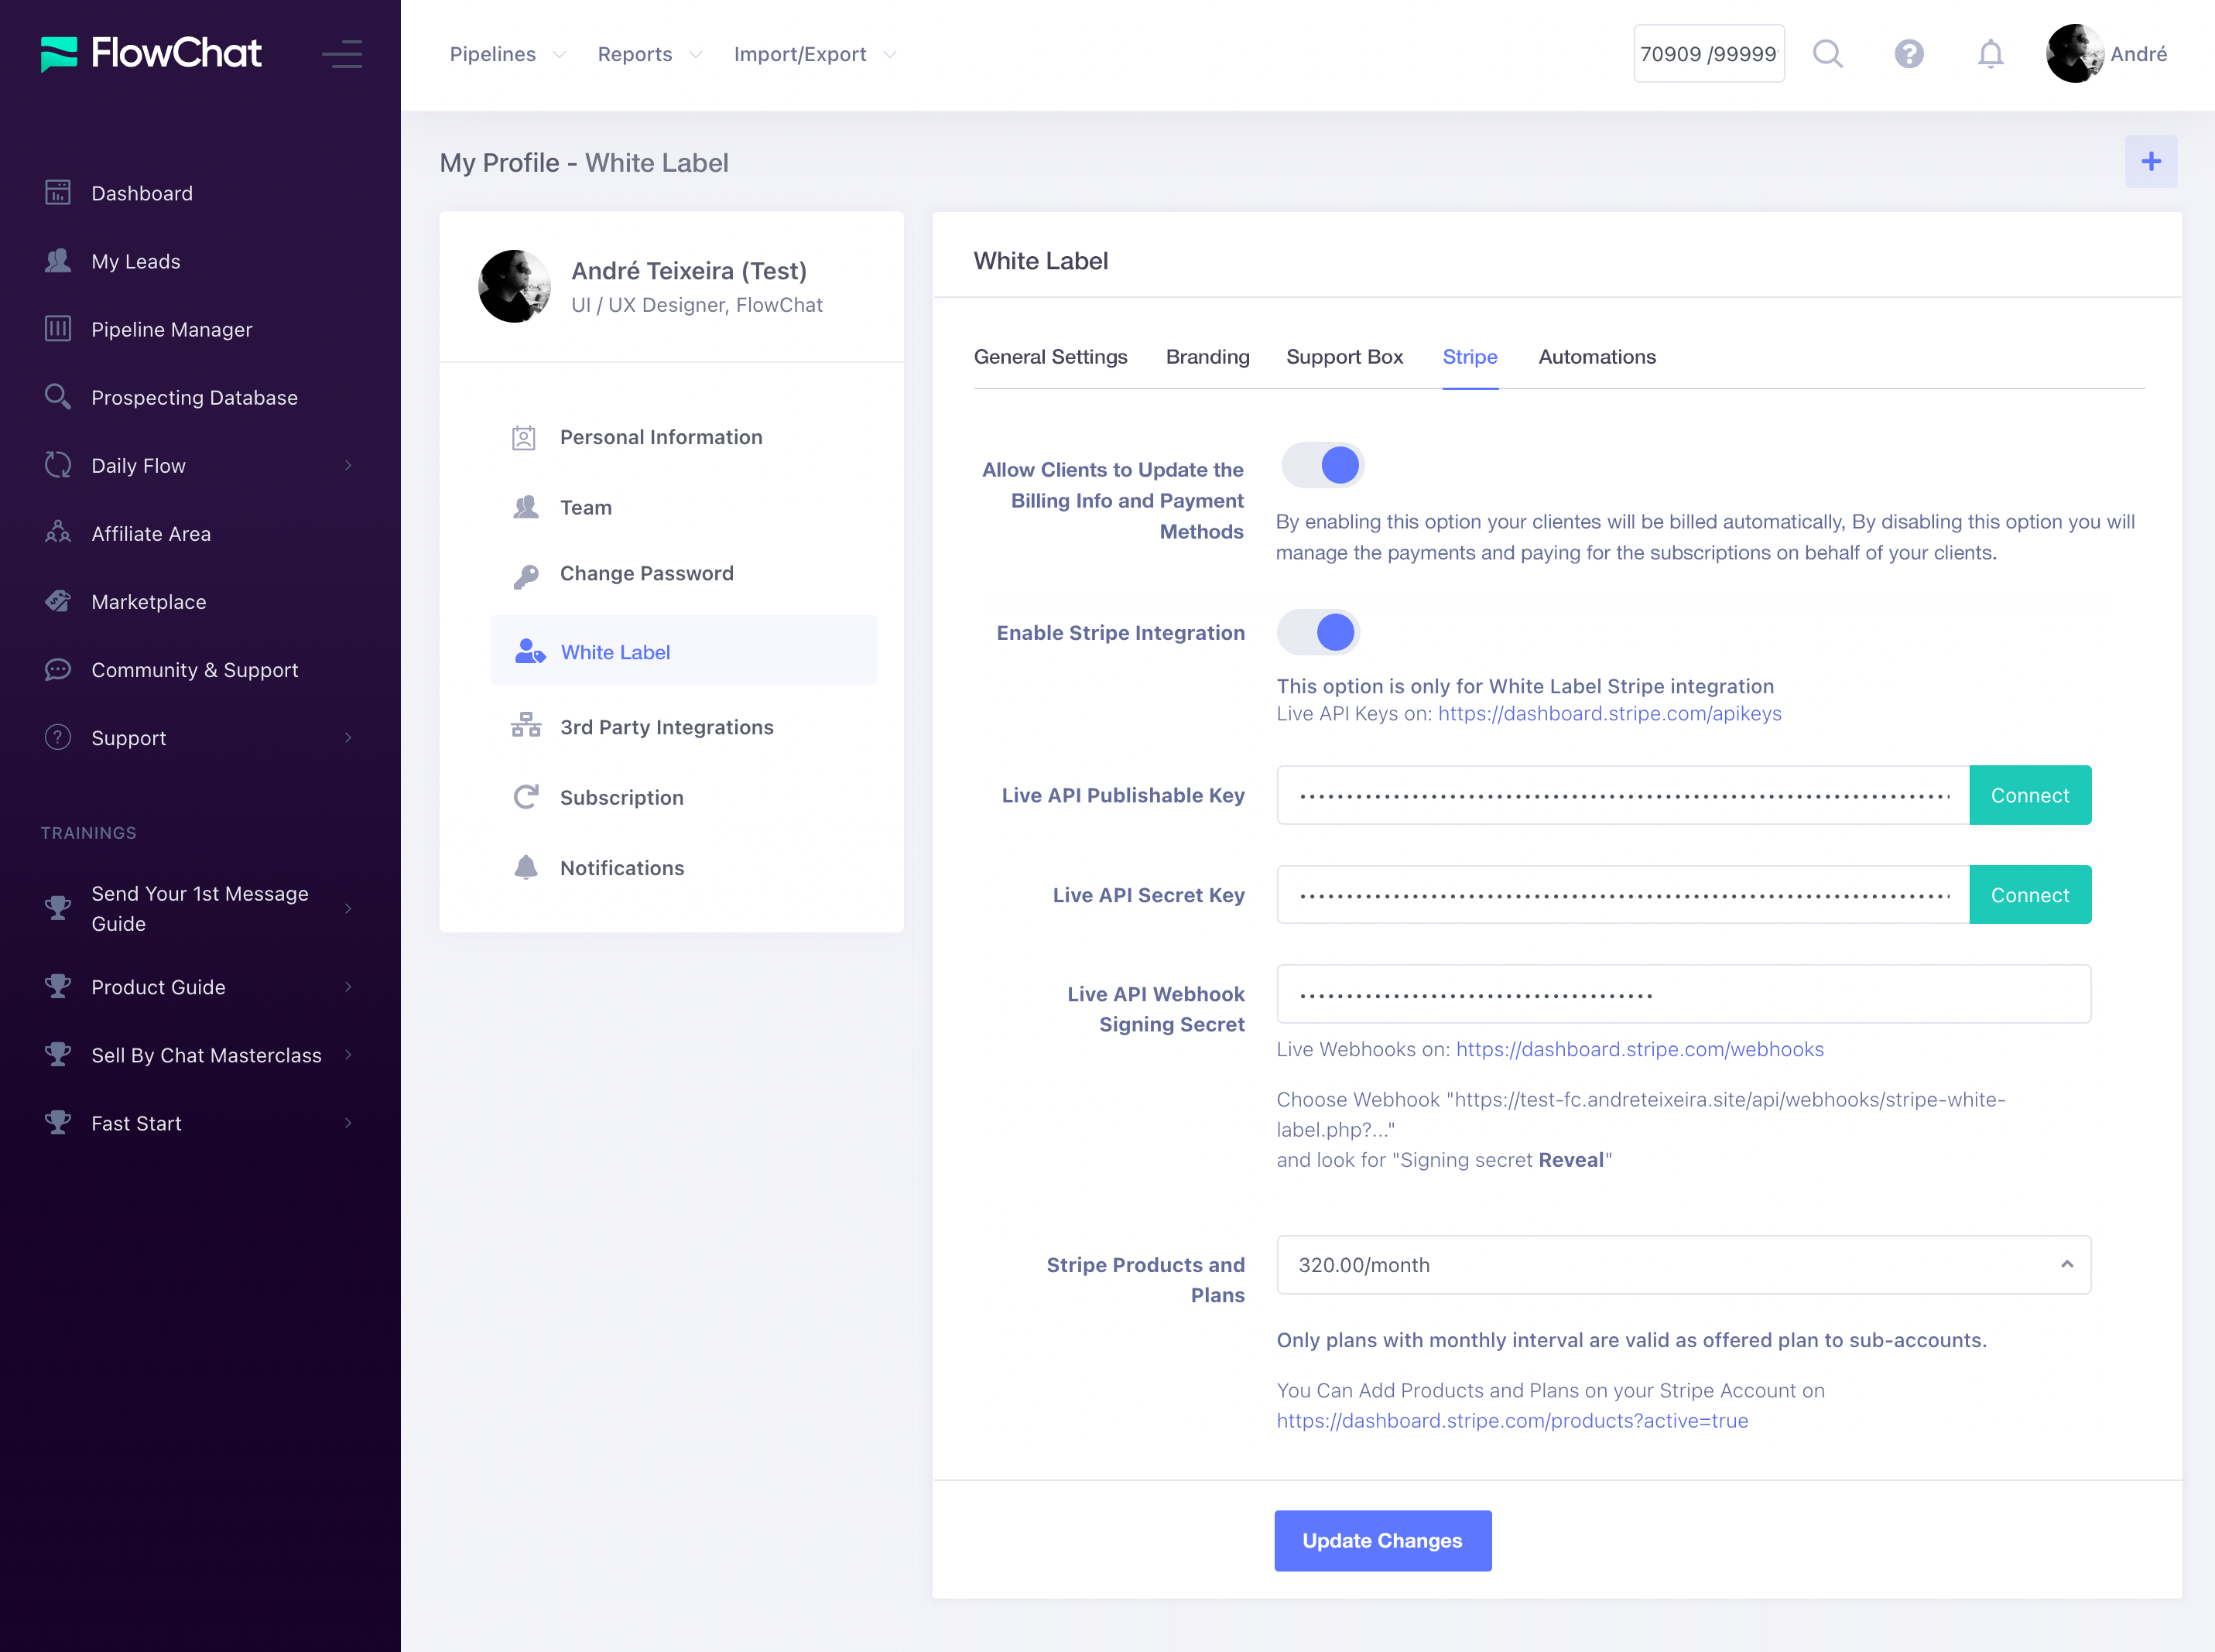 FlowChat
Pipelines
Reports
Import/Export
70909 /99999
André
Dashboard
My Leads
Pipeline Manager
Prospecting Database
Daily Flow
Affiliate Area
Marketplace
Community & Support
Support
TRAININGS
Send Your 1st Message
Guide
Product Guide
Sell By Chat Masterclass
Fast Start
My Profile - White Label
André Teixeira (Test)
UI / UX Designer, FlowChat
Personal Information
Team
Change Password
White Label
3rd Party Integrations
Subscription
Notifications
White Label
General Settings
Branding
Support Box
Stripe
Automations
Allow Clients to Update the
Billing Info and Payment
Methods
By enabling this option your clientes will be billed automatically, By disabling this option you will
manage the payments and paying for the subscriptions on behalf of your clients.
Enable Stripe Integration
This option is only for White Label Stripe integration
Live API Keys on: https://dashboard.stripe.com/apikeys
Live API Publishable Key
Connect
Live API Secret Key
Connect
Live API Webhook
Signing Secret
Live Webhooks on: https://dashboard.stripe.com/webhooks
Choose Webhook "https://test-fc.andreteixeira.site/api/webhooks/stripe-white-
label.php?..."
and look for "Signing secret Reveal"
Stripe Products and
Plans
320.00/month
Only plans with monthly interval are valid as offered plan to sub-accounts.
You Can Add Products and Plans on your Stripe Account on
https://dashboard.stripe.com/products?active=true
Update Changes